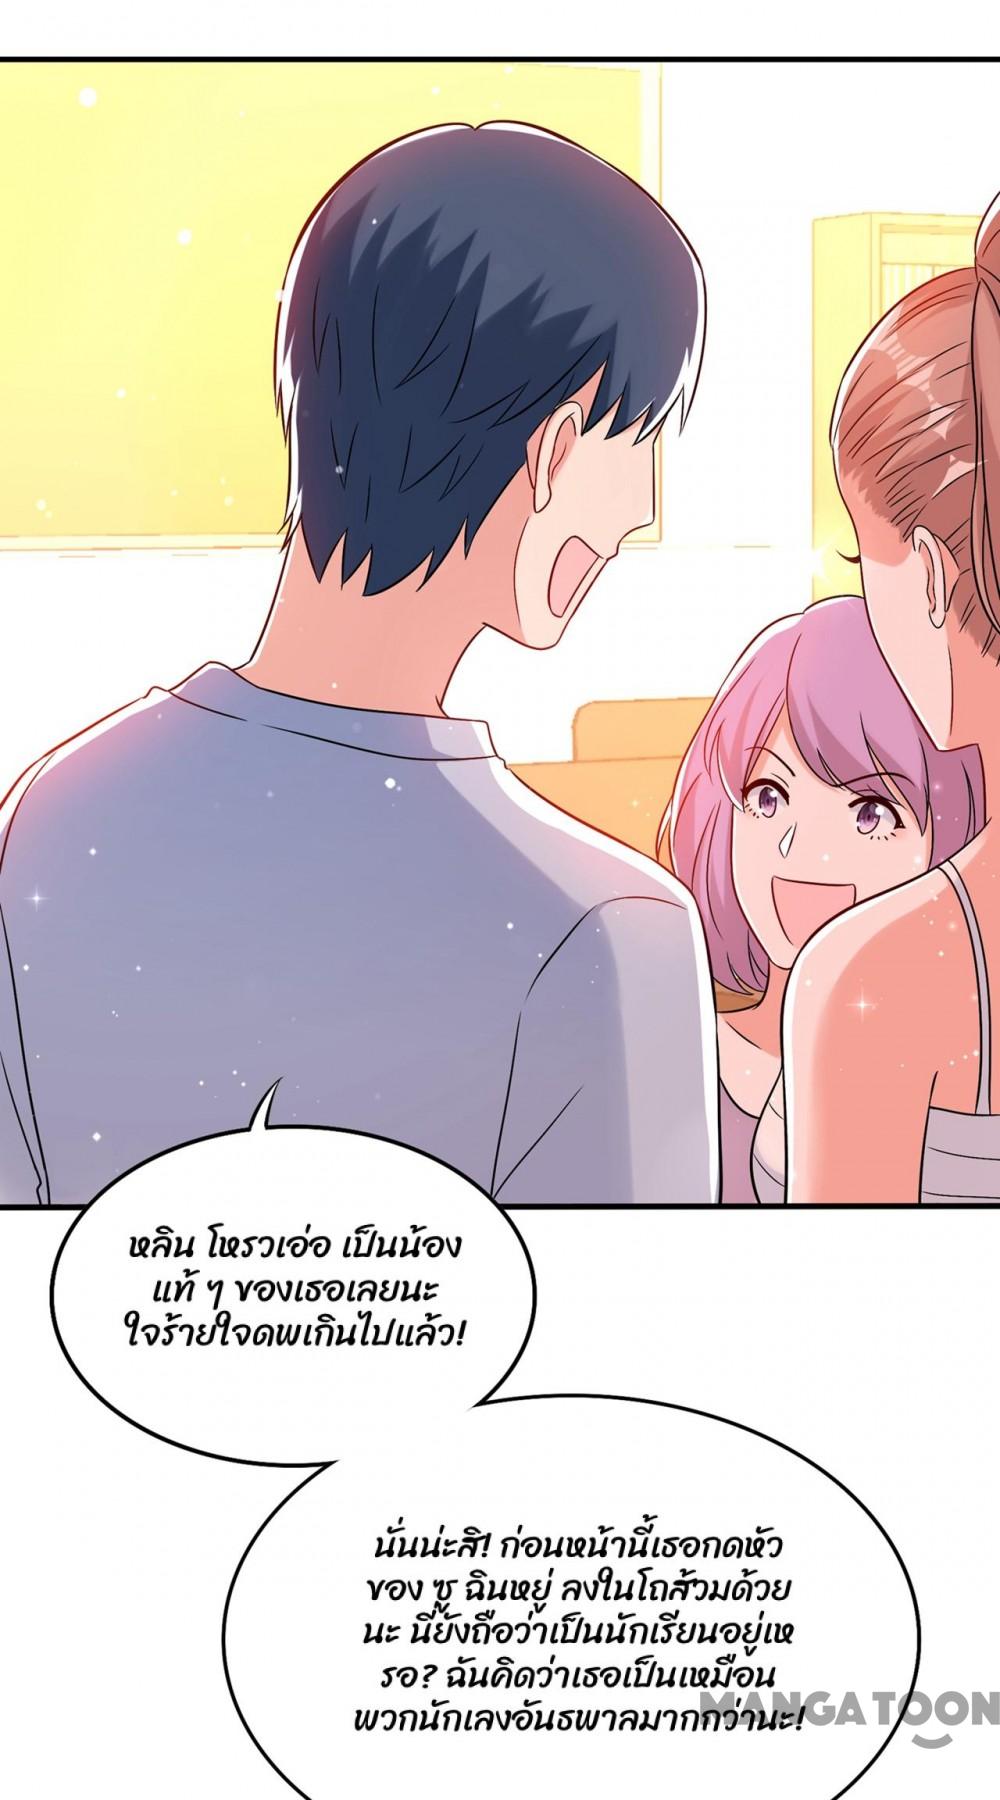 หลิน โหรวเอ่อ เป็นน้อง
แท้ ๆ ของเธอเลยนะ
ใจร้ายใจดพเกินไปแล้ว!
นั่นน่ะสิ! ก่อนหน้านี้เธอกดหัว
ของ ซู ฉินหยู่ ลงในโถส้วมด้วย
นะ นี่ยังถือว่าเป็นนักเรียนอยู่เห
รอ? ฉันคิดว่าเธอเป็นเหมือน
พวกนักเลงอันธพาลมากกว่านะ!
MANGATOON